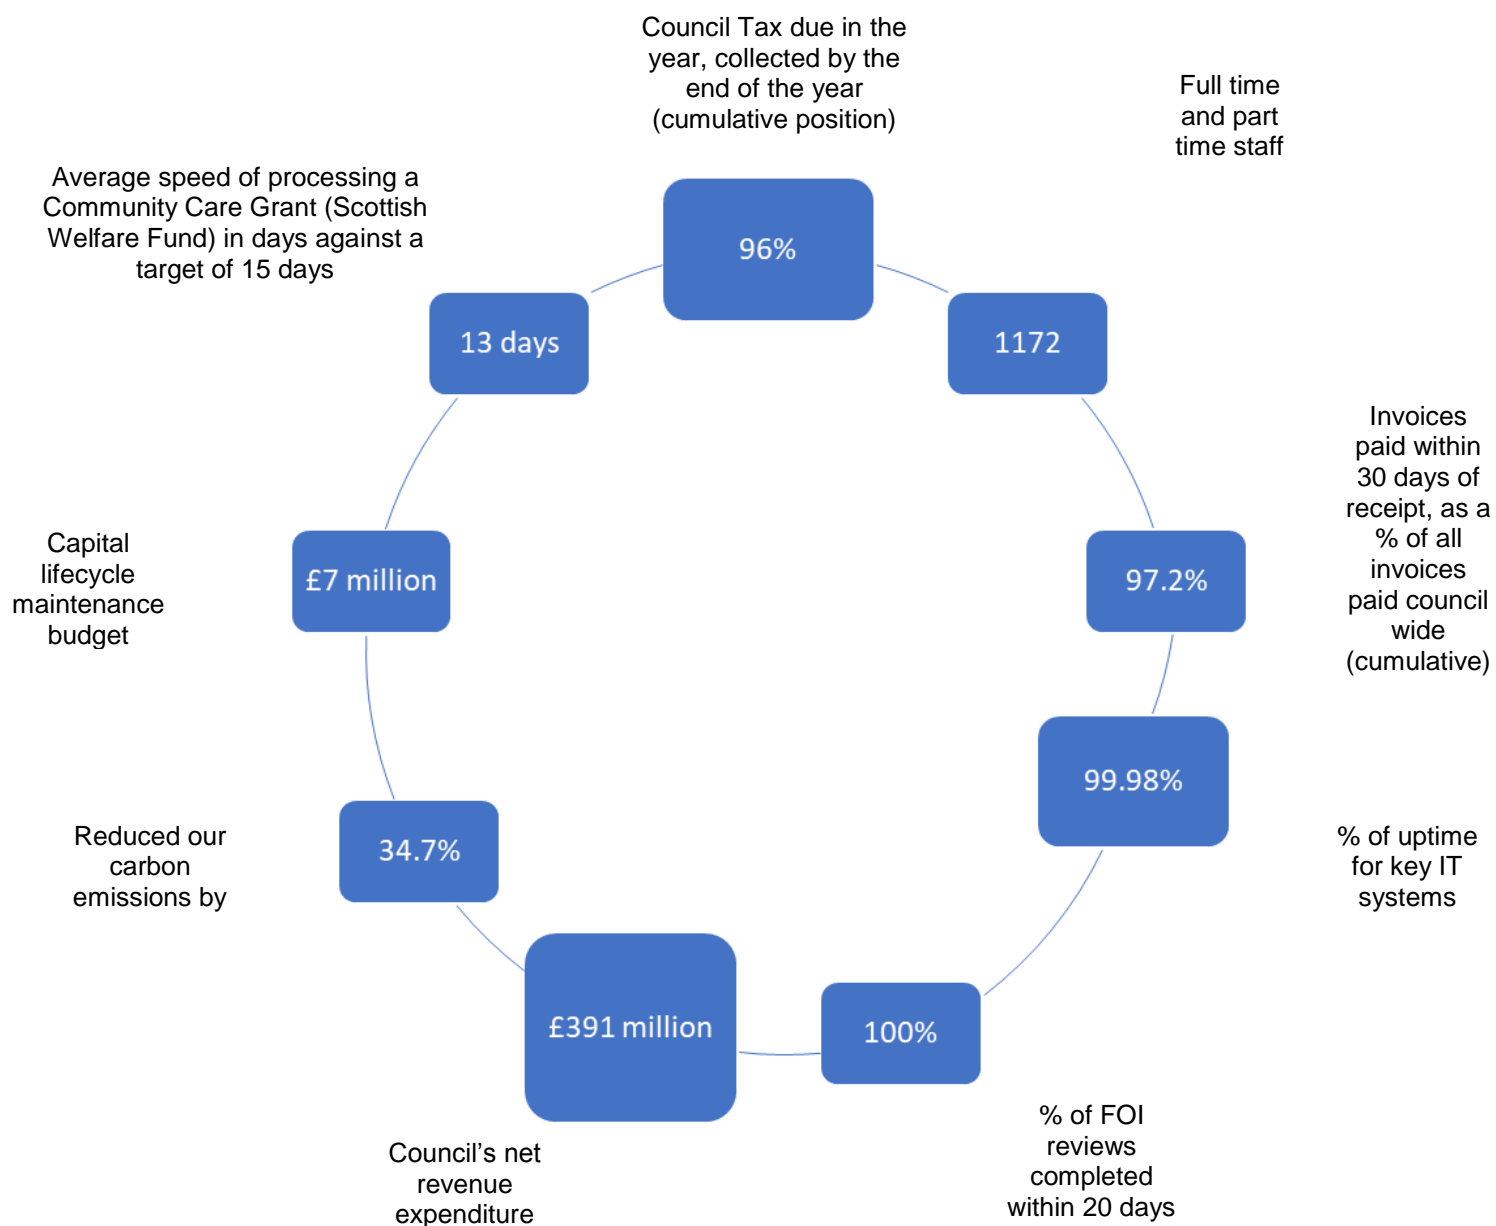 Council Tax due in the
year, collected by the
end of the year
(cumulative position)
96%
Full time
and part
time staff
1172
Invoices
paid within
30 days of
receipt, as a
% of all
invoices
paid council
wide
(cumulative)
97.2%
99.98%
% of uptime
for key IT
systems
100%
% of FOI
reviews
completed
within 20 days
£391 million
Council’s net
revenue
expenditure
34.7%
Reduced our
carbon
emissions by
£7 million
Capital
lifecycle
maintenance
budget
13 days
Average speed of processing a
Community Care Grant (Scottish
Welfare Fund) in days against a
target of 15 days